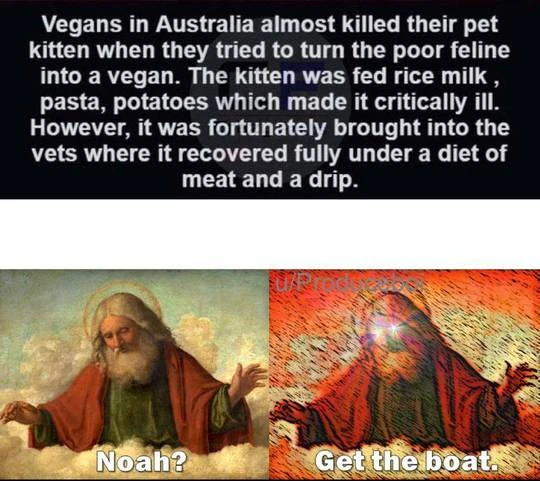 Vegans in Australia almost killed their pet
kitten when they tried to turn the poor feline
into a vegan. The kitten was fed rice milk ,
pasta, potatoes which made it critically ill.
However, it was fortunately brought into the
vets where it recovered fully under a diet of
meat and a drip.
Noah?
Get the boat.